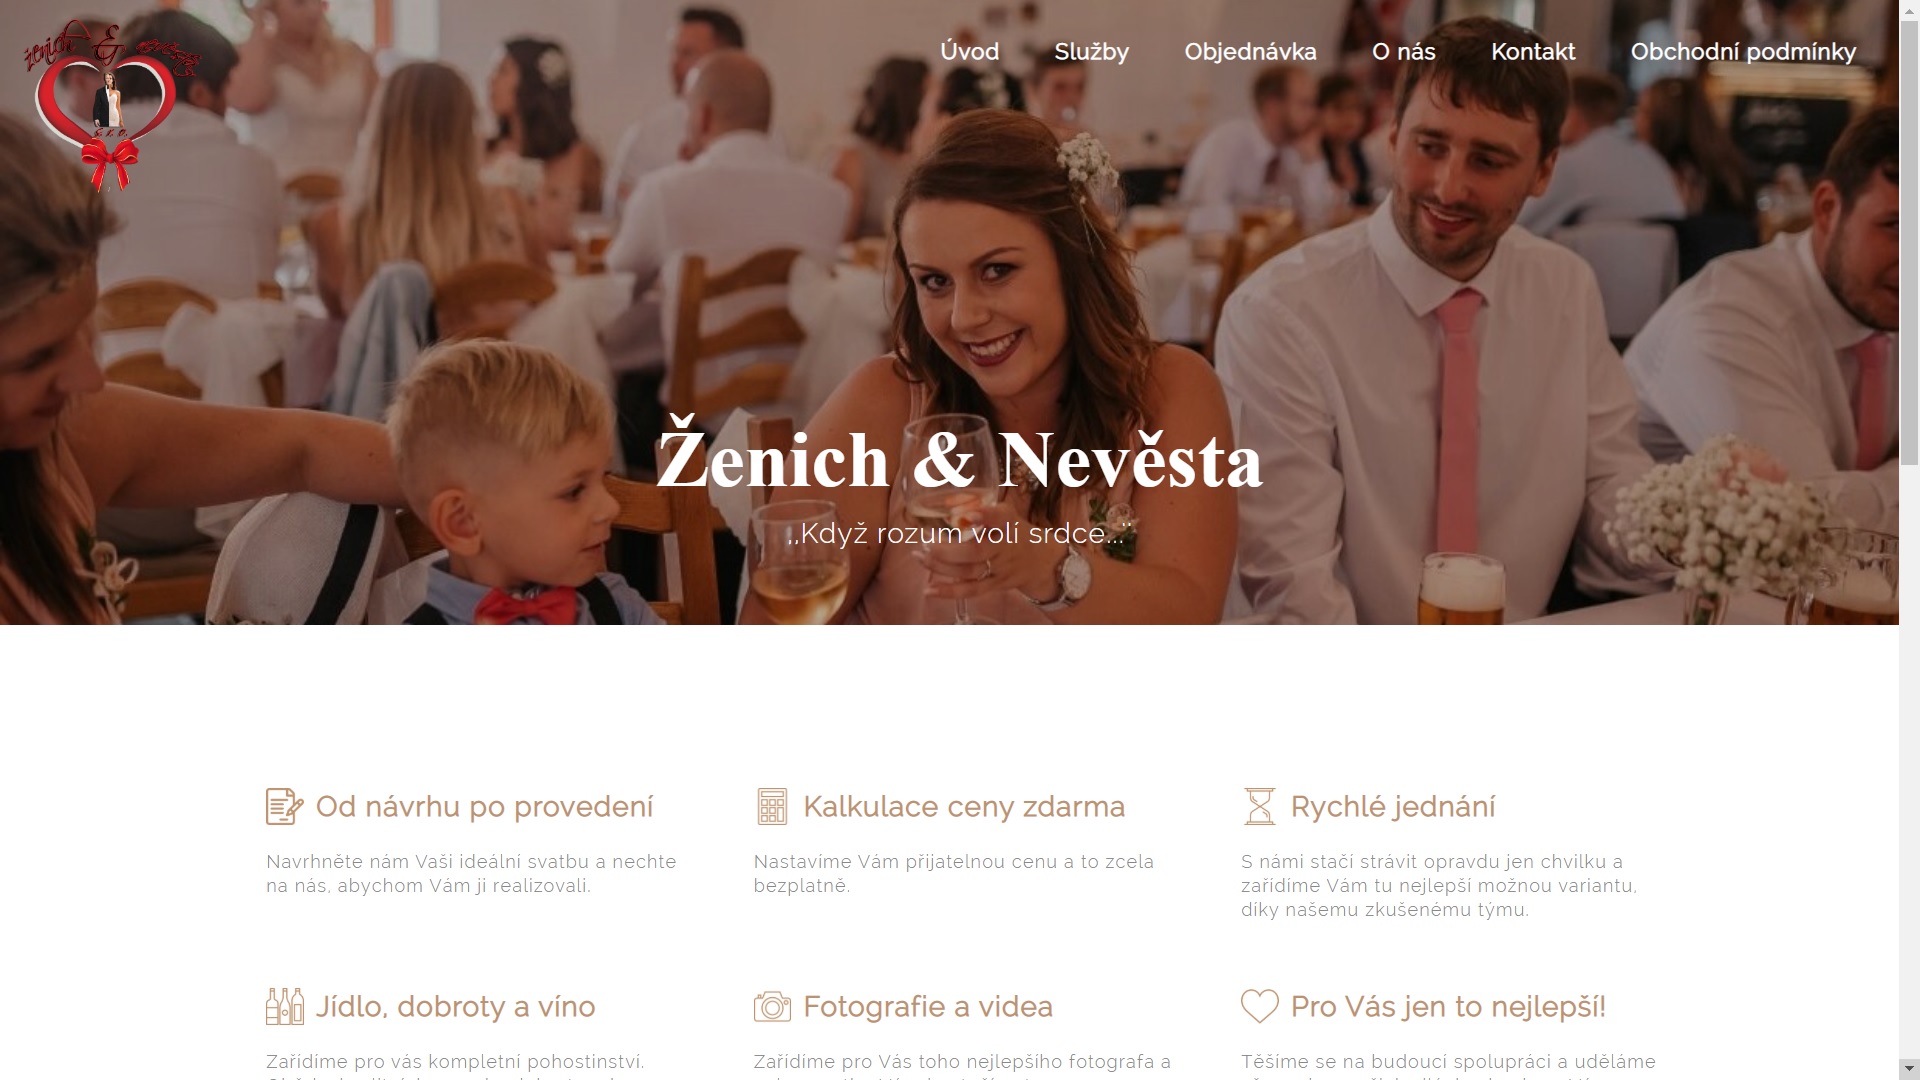 ženich & nevěsta
s. r. o.
Úvod
Služby
Objednávka
O nás
Kontakt
Obchodní podmínky
Ženich & Nevěsta
,,Když rozum volí srdce...¨
Od návrhu po provedení
Navrhněte nám Vaši ideální svatbu a nechte
na nás, abychom Vám ji realizovali.
Kalkulace ceny zdarma
Nastavíme Vám přijatelnou cenu a to zcela
bezplatně.
Rychlé jednání
S námi stačí strávit opravdu jen chvilku a
zařídíme Vám tu nejlepší možnou variantu,
díky našemu zkušenému týmu.
Jídlo, dobroty a víno
Zařídíme pro vás kompletní pohostinství.
Fotografie a videa
Zařídíme pro Vás toho nejlepšího fotografa a
Pro Vás jen to nejlepší!
Těšíme se na budoucí spolupráci a uděláme